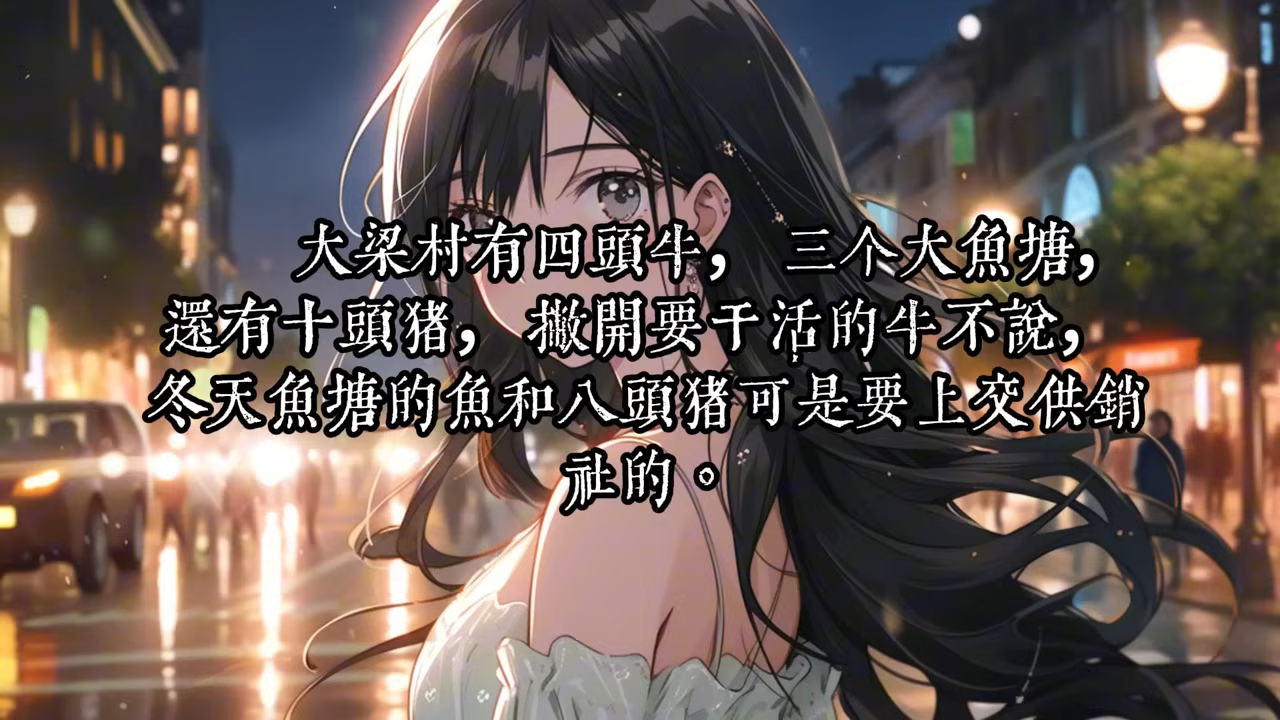 大梁村有四頭牛， 三个大魚塘，
還有十頭猪， 撇開要干活的牛不說，
冬天魚塘的魚和八頭猪可是要上交供銷
社的。